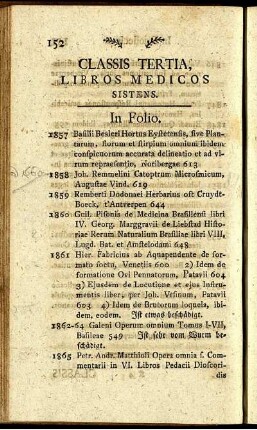 152
CLASSIS TERTIA,
LIBROS MEDICOS
SISTENS.
In Folio.
1857 Basilii Besleri Hortus Eystetensis, sive Plan-
tarum, florum et stirpium omnium ibidem
conspicuorum accurata delineatio et ad vi-
vum repraesentio, Noribergae 613
1858 Joh. Remmelini Catoptrum Microsmicum,
Augustae Vind. 619
1859 Remberti Dodonaei Herbarius oft Cruydt-
Boeck, t'Antverpen 644
1860 Guil. Pisonis de Medicina Brasiliensi libri
IV. Georg. Marggravii de Liebstad Histo-
riae Rerum Naturalium Brasiliae libri VIII,
Lugd. Bat. et Amstelodami 648
1861 Hier. Fabricius ab Aquapendente de for-
mato foetu, Venetiis 600 2) Idem de
formatione Ovi Pennatorum, Patavii 604
3) Ejusdem de Locutione et ejus Instru-
mentis liber, per Joh. Ursinum, Patavii
603 4) Idem de Brutorum loquela, ibi-
dem, eodem. Ist etwas beschädigt.
1862-64 Galeni Operum omnium Tomus I-VII,
Basileae 549 Ist sehr vom Wurm be-
schädigt.
1865 Petr. Andr. Matthioli Opera omnia s. Com-
mentarii in VI. Libros Pedacii Dioscori-
dis